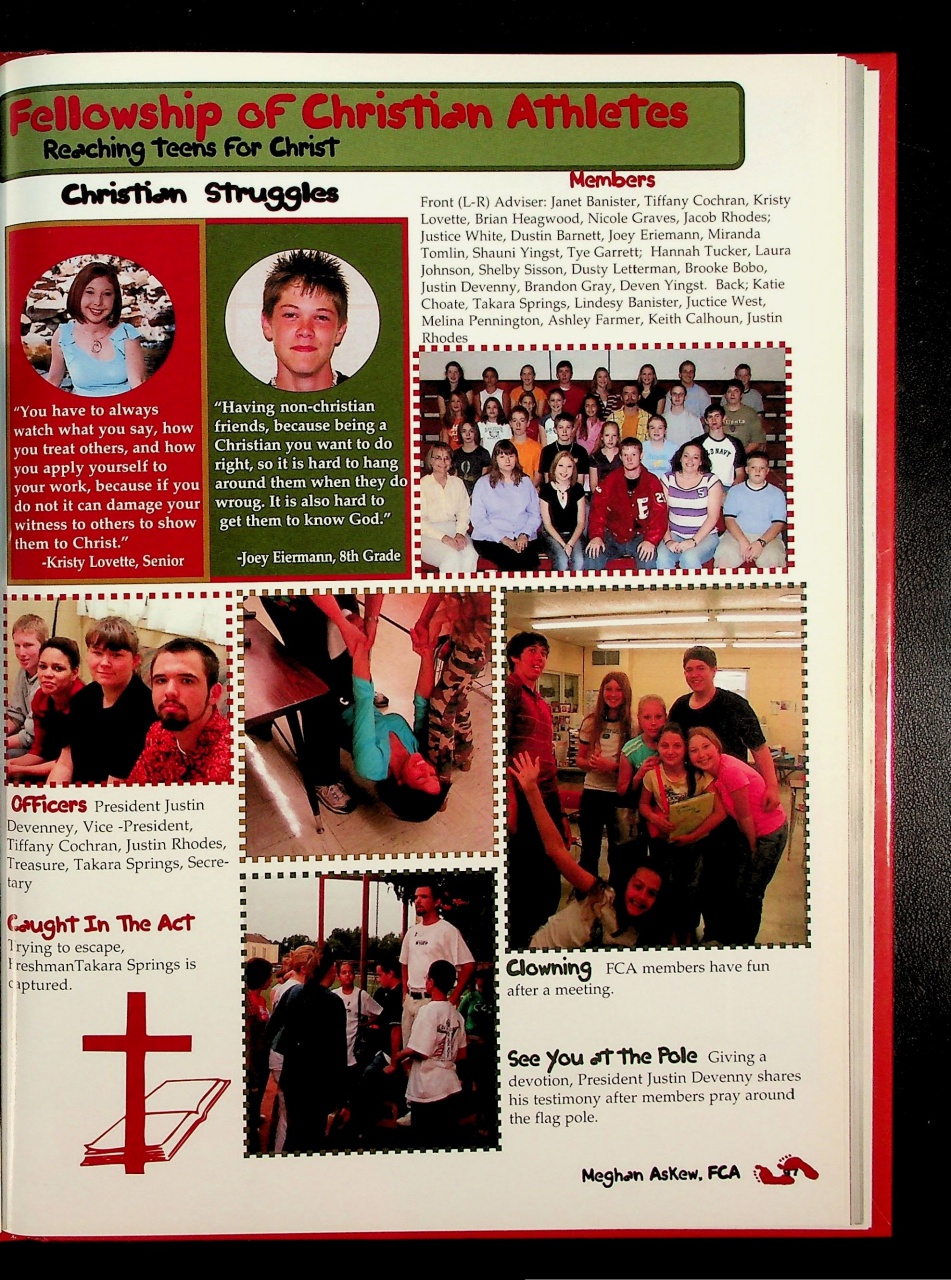 Fellowship of Christian Athletes
Reaching Teens For Christ
Christian Struggles
"You have to always
watch what you say, how
you treat others, and how
you apply yourself to
your work, because if you
do not it can damage your
witness to others to show
them to Christ."
-Kristy Lovette, Senior
"Having non-christian
friends, because being a
Christian you want to do
right, so it is hard to hang
around them when they do
wroug. It is also hard to
get them to know God."
-Joey Eiermann, 8th Grade
Members
Front (L-R) Adviser: Janet Banister, Tiffany Cochran, Kristy
Lovette, Brian Heagwood, Nicole Graves, Jacob Rhodes;
Justice White, Dustin Barnett, Joey Eriemann, Miranda
Tomlin, Shauni Yingst, Tye Garrett; Hannah Tucker, Laura
Johnson, Shelby Sisson, Dusty Letterman, Brooke Bobo,
Justin Devenny, Brandon Gray, Deven Yingst. Back; Katie
Choate, Takara Springs, Lindesy Banister, Juctice West,
Melina Pennington, Ashley Farmer, Keith Calhoun, Justin
Rhodes
OLD NAVY
E
Officers President Justin
Devenney, Vice -President,
Tiffany Cochran, Justin Rhodes,
Treasure, Takara Springs, Secre-
tary
Caught In The Act
Trying to escape,
FreshmanTakara Springs is
captured.
Clowning FCA members have fun
after a meeting.
See You at the Pole Giving a
devotion, President Justin Devenny shares
his testimony after members pray around
the flag pole.
Meghan Askew, FCA